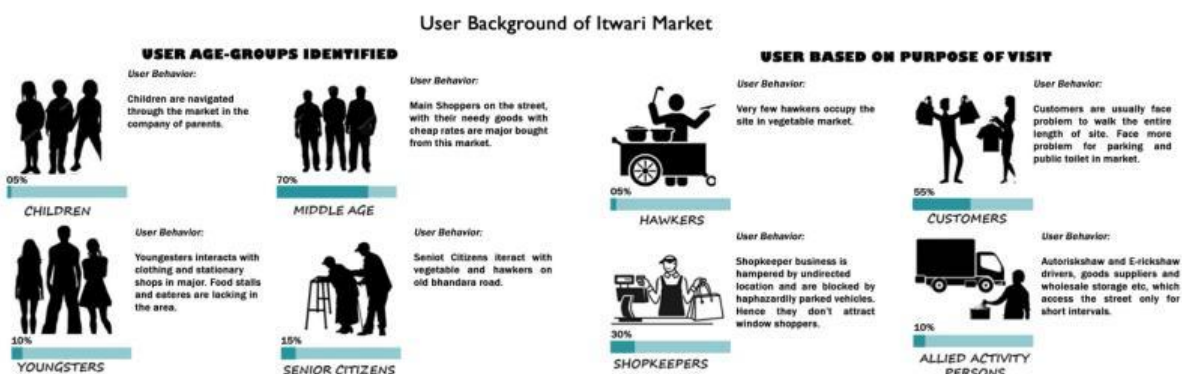 User Background of Itwari Market
USER AGE-GROUPS IDENTIFIED
User Behavior:
Children are navigated
through the market in the
company of parents.
05%
CHILDREN
User Behavior:
Main Shoppers on the street,
with their needy goods with
cheap rates are major bought
from this market.
70%
MIDDLE AGE
User Behavior:
Youngesters interacts with
clothing and stationary
shops in major. Food stalls
and eateres are lacking in
the area.
10%
YOUNGSTERS
User Behavior:
Seniot Citizens iteract with
vegetable and hawkers on
old bhandara road.
15%
SENIOR CITIZENS
USER BASED ON PURPOSE OF VISIT
User Behavior:
Very few hawkers occupy the
site in vegetable market.
05%
HAWKERS
User Behavior:
Customers are usually face
problem to walk the entire
length of site. Face more
problem for parking and
public toilet in market.
55%
CUSTOMERS
User Behavior:
Shopkeeper business is
hampered by undirected
location and are blocked by
haphazardly parked vehicles.
Hence they don't attract
window shoppers.
30%
SHOPKEEPERS
User Behavior:
Autoriskshaw and E-rickshaw
drivers, goods suppliers and
wholesale storage etc, which
access the street only for
short intervals.
10%
ALLIED ACTIVITY
PERSONS